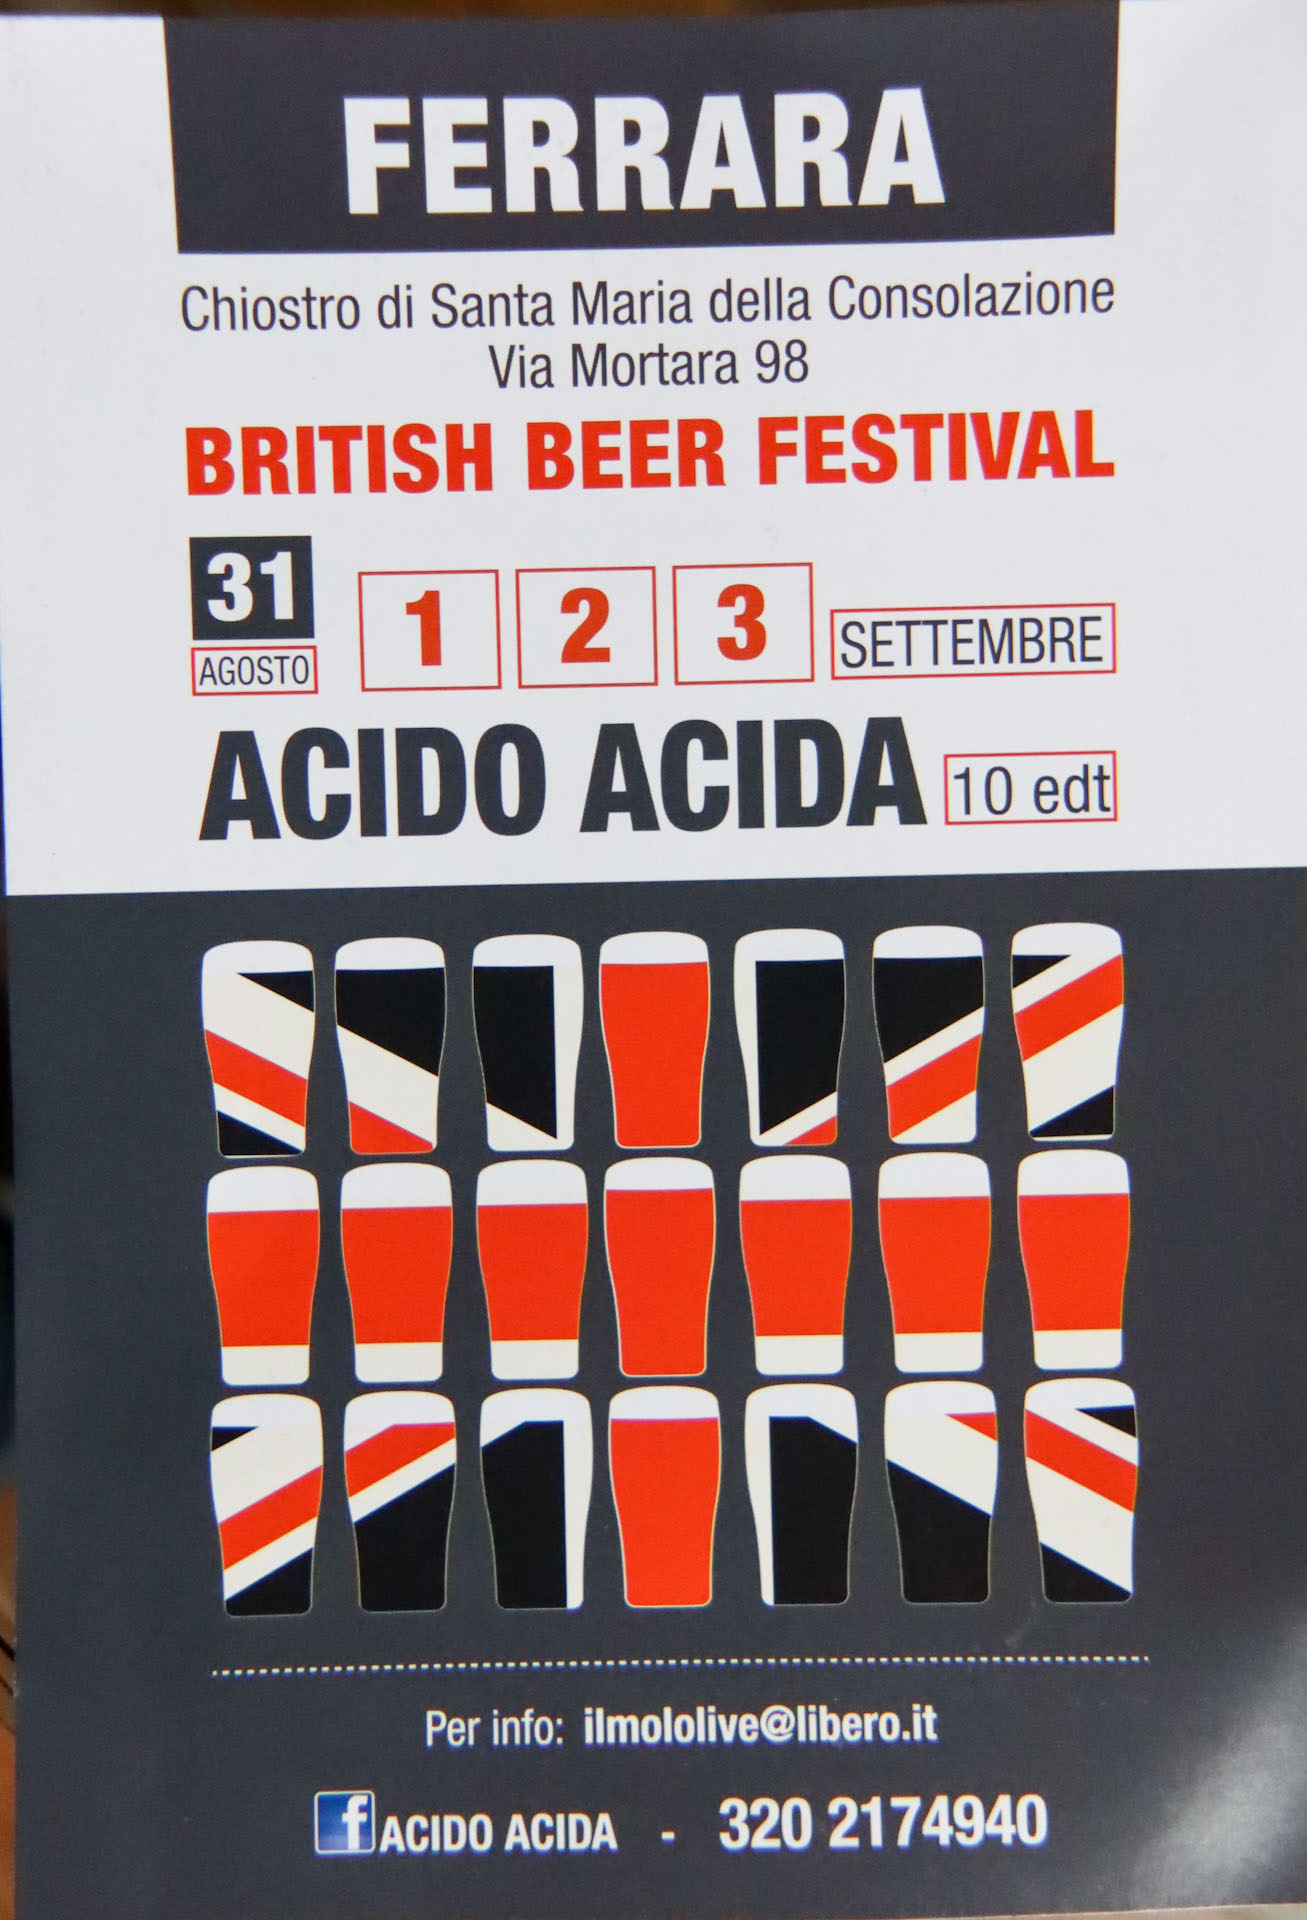 FERRARA
Chiostro di Santa Maria della Consolazione
Via Mortara 98
BRITISH BEER FESTIVAL
31 AGOSTO 1 2 3 SETTEMBRE
ACIDO ACIDA 10 edt
Per info: ilmololive@libero.it
f ACIDO ACIDA - 320 2174940